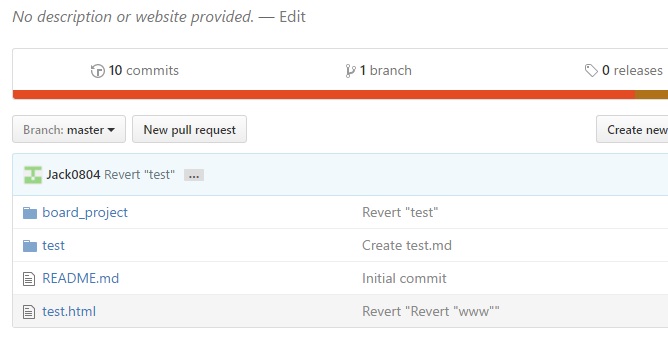 No description or website provided. — Edit
10 commits 1 branch 0 releases
Branch: master New pull request Create new
Jack0804 Revert "test" ...
board_project Revert "test"
test Create test.md
README.md Initial commit
test.html Revert "Revert "www""